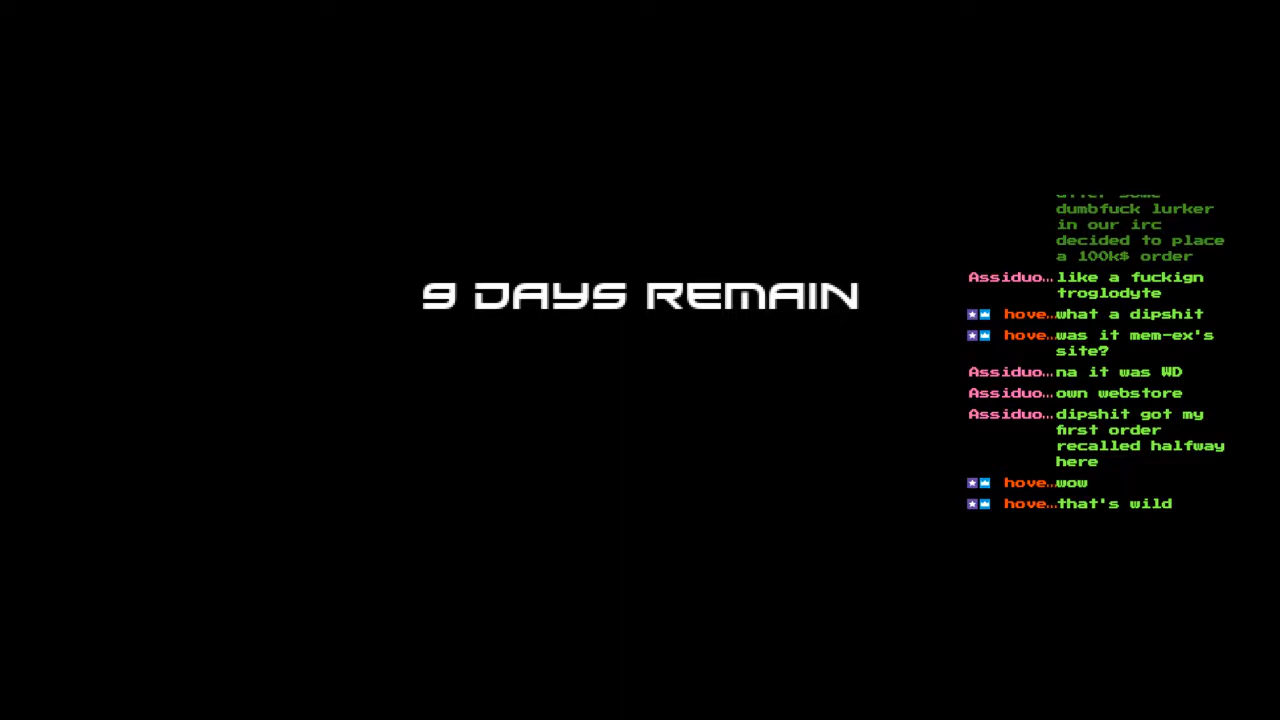 9 DAYS REMAIN
after some
dumbfuck lurker
in our irc
decided to place
a 100k$ order
Assiduo…like a fuckign
troglodyte
hove…what a dipshit
hove…was it mem-ex's
site?
Assiduo…na it was WD
Assiduo…own webstore
Assiduo…dipshit got my
first order
recalled halfway
here
hove…wow
hove…that's wild